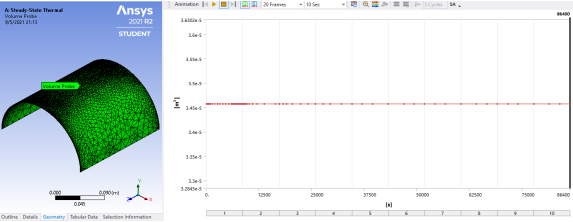 A: Steady-State Thermal
Volume Probe
8/5/2021 21:13
Ansys
2021 R2
STUDENT
Volume Probe
0.000
0.090 (m)
0.045
Y
Z
X
Outline
Details
Geometry
Tabular Data
Selection Information
Animation
20 Frames
10 Sec
5 Cycles
SA
86400
3.6302e-5
3.6e-5
3.55e-5
3.5e-5
3.45e-5
3.4e-5
3.35e-5
3.3e-5
3.2845e-5
[m³]
0.
12500
25000
37500
50000
62500
75000
86400
[s]
1
2
3
4
5
6
7
8
9
10